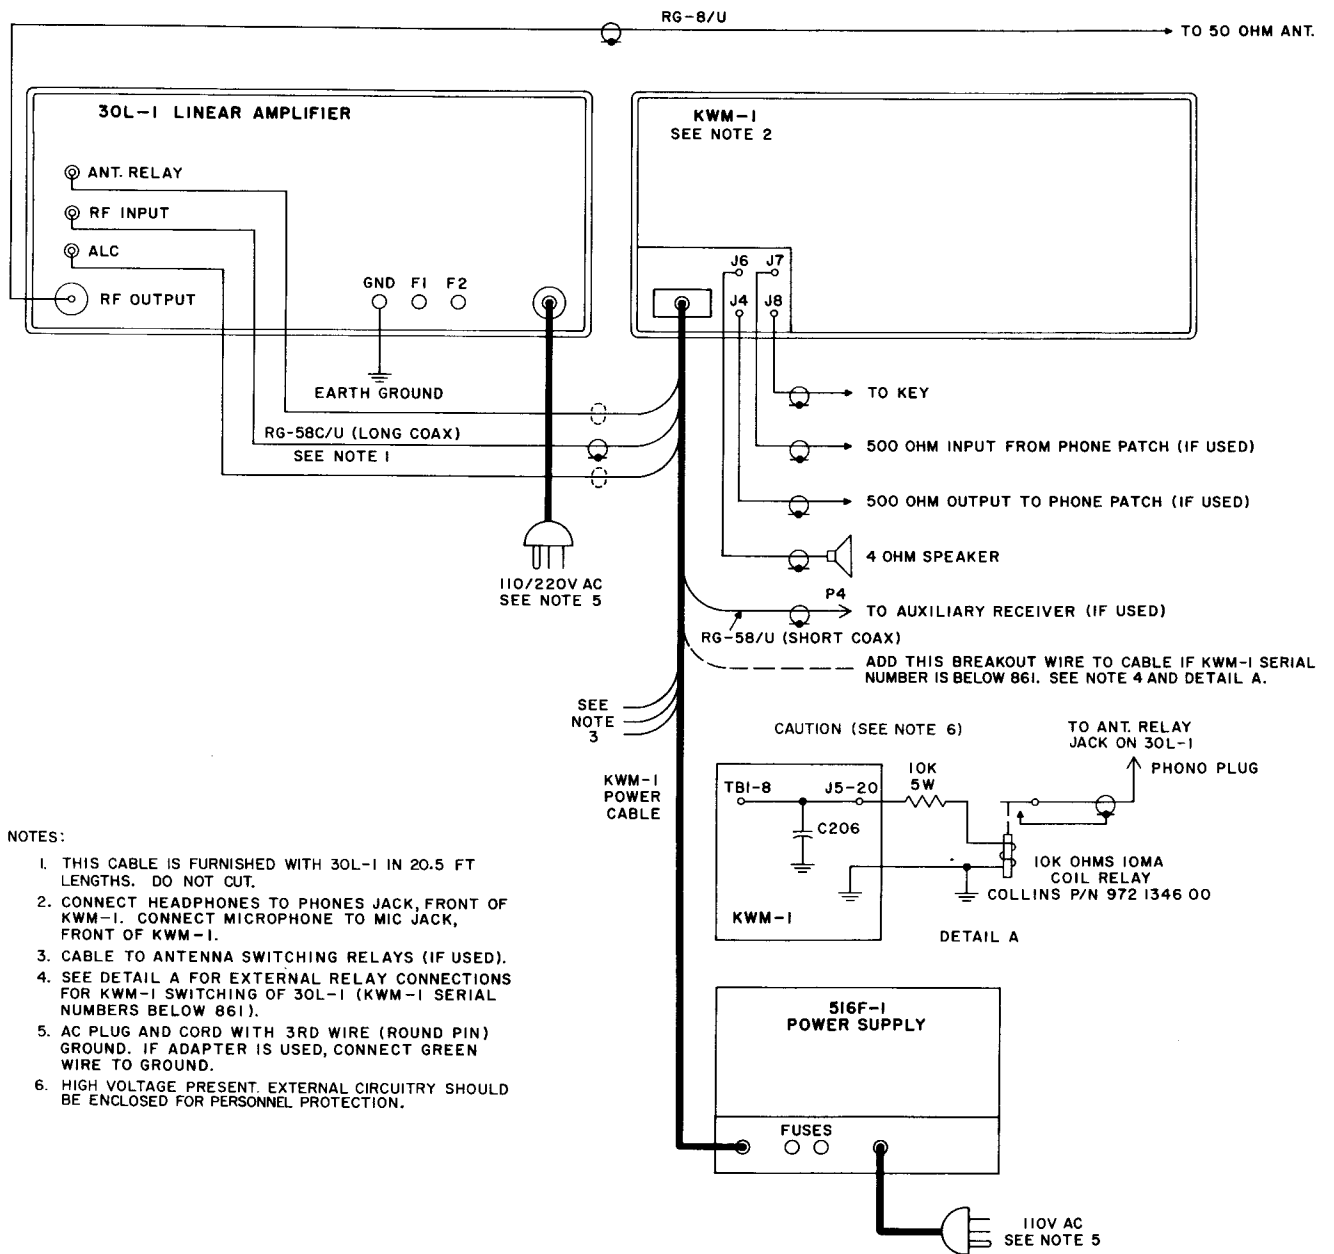 RG-8/U
TO 50 OHM ANT.
30L-1 LINEAR AMPLIFIER
ANT. RELAY
RF INPUT
ALC
RF OUTPUT
GND F1 F2
EARTH GROUND
RG-58C/U (LONG COAX)
SEE NOTE 1
110/220V AC
SEE NOTE 5
KWM-1
SEE NOTE 2
J6 J7
J4 J8
TO KEY
500 OHM INPUT FROM PHONE PATCH (IF USED)
500 OHM OUTPUT TO PHONE PATCH (IF USED)
4 OHM SPEAKER
P4
TO AUXILIARY RECEIVER (IF USED)
RG-58/U (SHORT COAX)
ADD THIS BREAKOUT WIRE TO CABLE IF KWM-1 SERIAL
NUMBER IS BELOW 861. SEE NOTE 4 AND DETAIL A.
SEE
NOTE
3
KWM-1
POWER
CABLE
CAUTION (SEE NOTE 6)
TO ANT. RELAY
JACK ON 30L-1
PHONO PLUG
TB1-8
J5-20
10K
5W
C206
KWM-1
10K OHMS 10MA
COIL RELAY
COLLINS P/N 972 1346 00
DETAIL A
516F-1
POWER SUPPLY
FUSES
110V AC
SEE NOTE 5
NOTES:
1. THIS CABLE IS FURNISHED WITH 30L-1 IN 20.5 FT
LENGTHS. DO NOT CUT.
2. CONNECT HEADPHONES TO PHONES JACK, FRONT OF
KWM-1. CONNECT MICROPHONE TO MIC JACK,
FRONT OF KWM-1.
3. CABLE TO ANTENNA SWITCHING RELAYS (IF USED).
4. SEE DETAIL A FOR EXTERNAL RELAY CONNECTIONS
FOR KWM-1 SWITCHING OF 30L-1 (KWM-1 SERIAL
NUMBERS BELOW 861).
5. AC PLUG AND CORD WITH 3RD WIRE (ROUND PIN)
GROUND. IF ADAPTER IS USED, CONNECT GREEN
WIRE TO GROUND.
6. HIGH VOLTAGE PRESENT. EXTERNAL CIRCUITRY SHOULD
BE ENCLOSED FOR PERSONNEL PROTECTION.